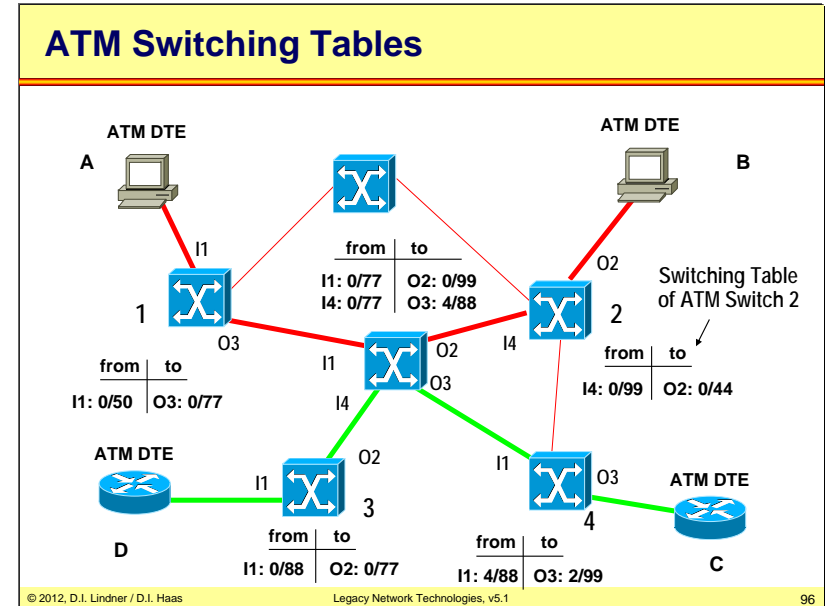 ATM Switching Tables
ATM DTE
A
ATM DTE
B
I1
from to
I1: 0/77 O2: 0/99
I4: 0/77 O3: 4/88
O2
Switching Table
of ATM Switch 2
1
2
O3
I1
O2
I4
O3
from to
I1: 0/50 O3: 0/77
from to
I4: 0/99 O2: 0/44
I4
ATM DTE
D
I1
O2
3
I1
O3
4
ATM DTE
C
from to
I1: 0/88 O2: 0/77
from to
I1: 4/88 O3: 2/99
© 2012, D.I. Lindner / D.I. Haas Legacy Network Technologies, v5.1 96